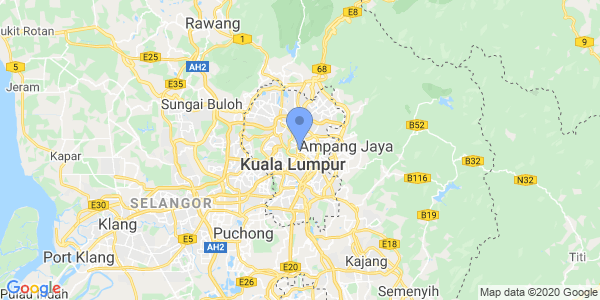 Rawang
E8
ukit Rotan
1
9
E25
AH2
68
5
Jeram
E35
Sungai Buloh
B52
Ampang Jaya
Kapar
Kuala Lumpur
B32
B116
N32
E30
SELANGOR
B19
Klang
Puchong
E5
AH2
E18
Titi
Port Klang
Kajang
E20
E26
Semenyih
Pulau Indah
Google
Map data ©2020 Google